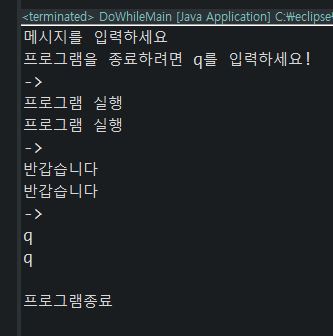 <terminated> DoWhileMain [Java Application] C:₩eclipse
메시지를 입력하세요
프로그램을 종료하려면 q를 입력하세요!
->
프로그램 실행
프로그램 실행
->
반갑습니다
반갑습니다
->
q
q
프로그램종료